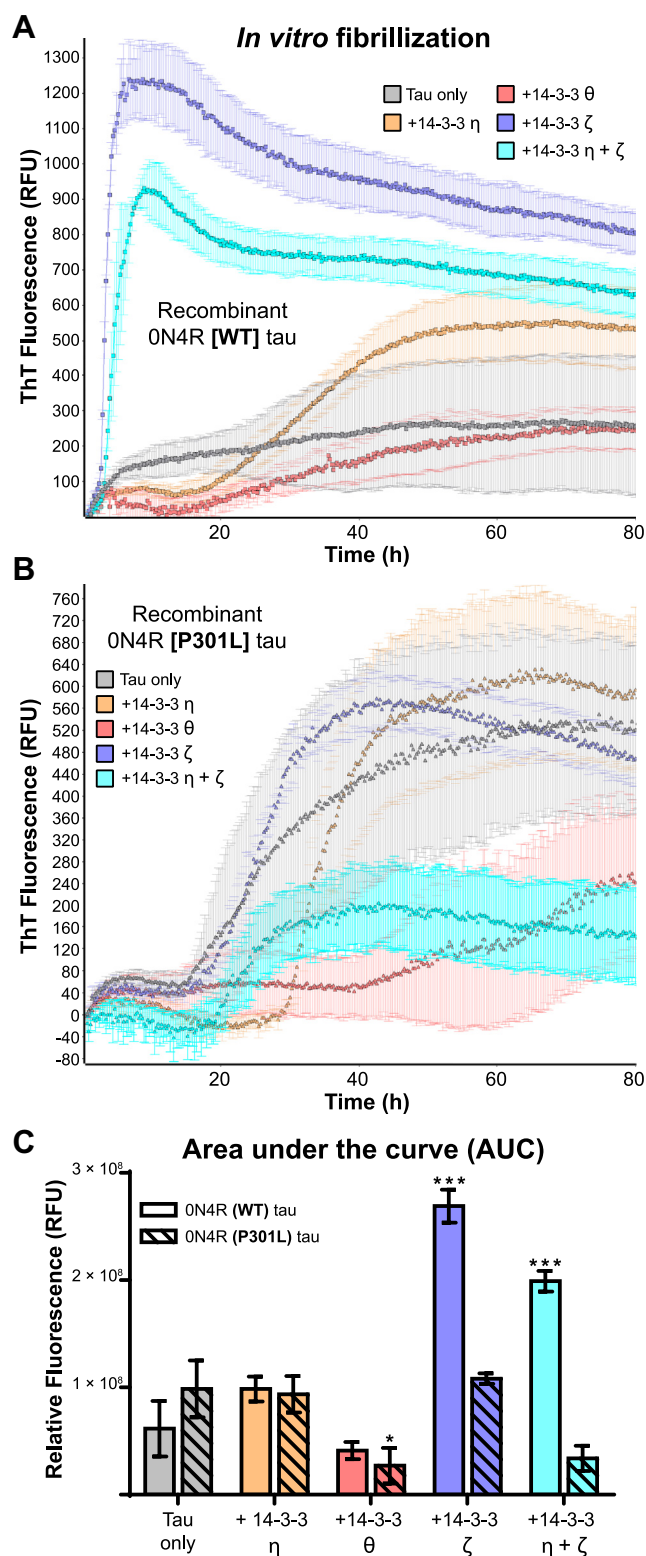 A
In vitro fibrillization
1300
1200
1100
1000
900
800
700
600
500
400
300
200
100
ThT Fluorescence (RFU)
Tau only
+14-3-3 η
+14-3-3 θ
+14-3-3 ζ
+14-3-3 η + ζ
Recombinant
0N4R [WT] tau
20 40 60 80
Time (h)
B
Recombinant
0N4R [P301L] tau
760
720
680
640
600
560
520
480
440
400
360
320
280
240
200
160
120
80
40
0
-40
-80
ThT Fluorescence (RFU)
Tau only
+14-3-3 η
+14-3-3 θ
+14-3-3 ζ
+14-3-3 η + ζ
20 40 60 80
Time (h)
C
Area under the curve (AUC)
3 × 10⁸
2 × 10⁸
1 × 10⁸
Relative Fluorescence (RFU)
0N4R (WT) tau
0N4R (P301L) tau
*
***
***
Tau only
+ 14-3-3 η
+14-3-3 θ
+14-3-3 ζ
+14-3-3 η + ζ